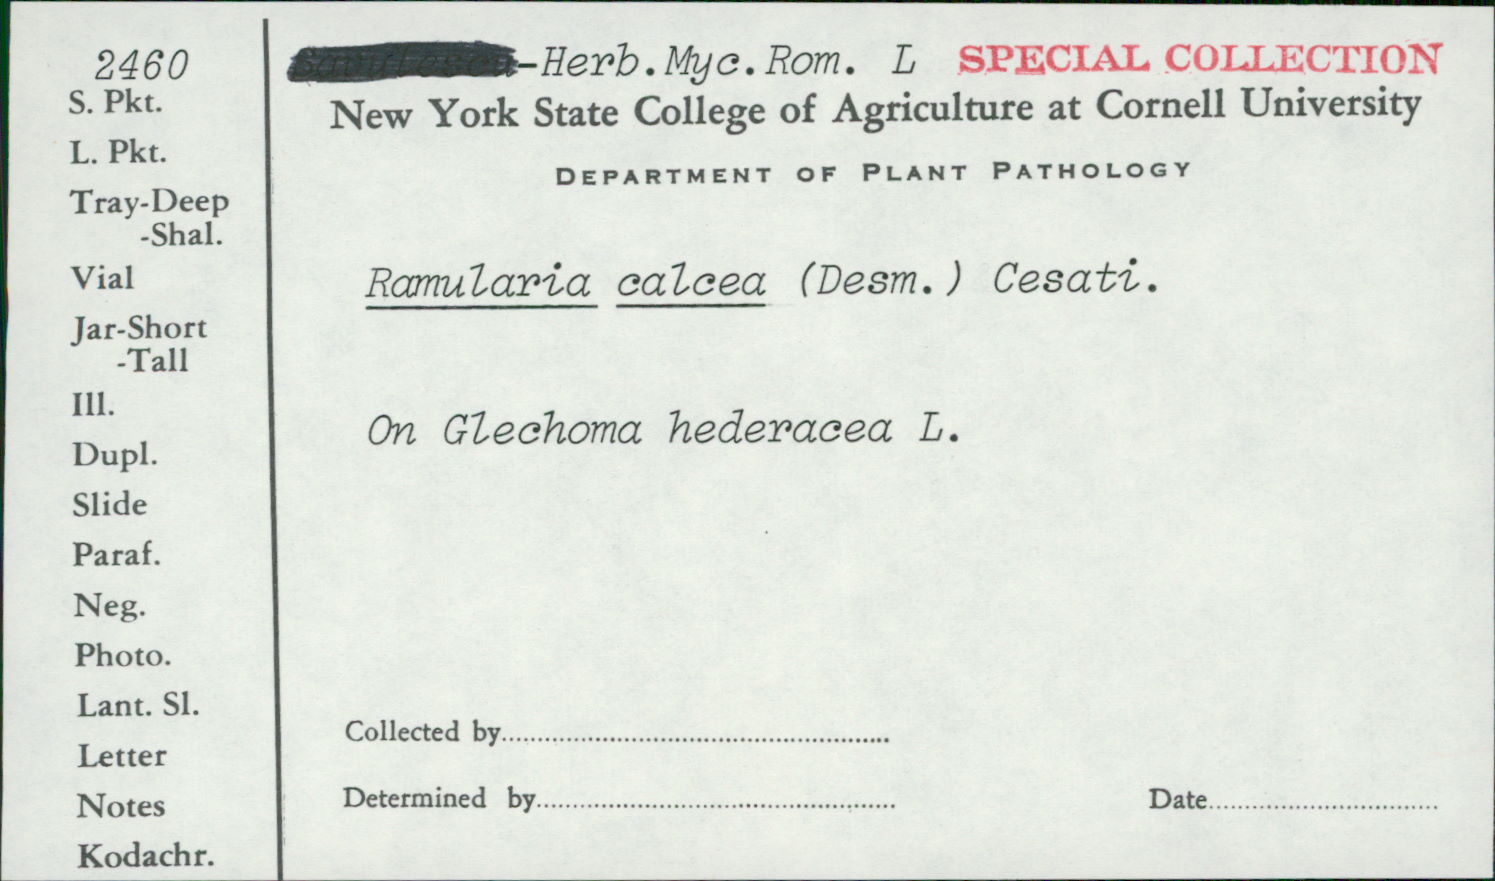 2460
S. Pkt.
L. Pkt.
Tray-Deep
-Shal.
Vial
Jar-Short
-Tall
Ill.
Dupl.
Slide
Paraf.
Neg.
Photo.
Lant. Sl.
Letter
Notes
Kodachr.
-Herb.Myc.Rom. L SPECIAL COLLECTION
New York State College of Agriculture at Cornell University
DEPARTMENT OF PLANT PATHOLOGY
Ramularia calcea (Desm.) Cesati.
On Glechoma hederacea L.
Collected by
Determined by
Date